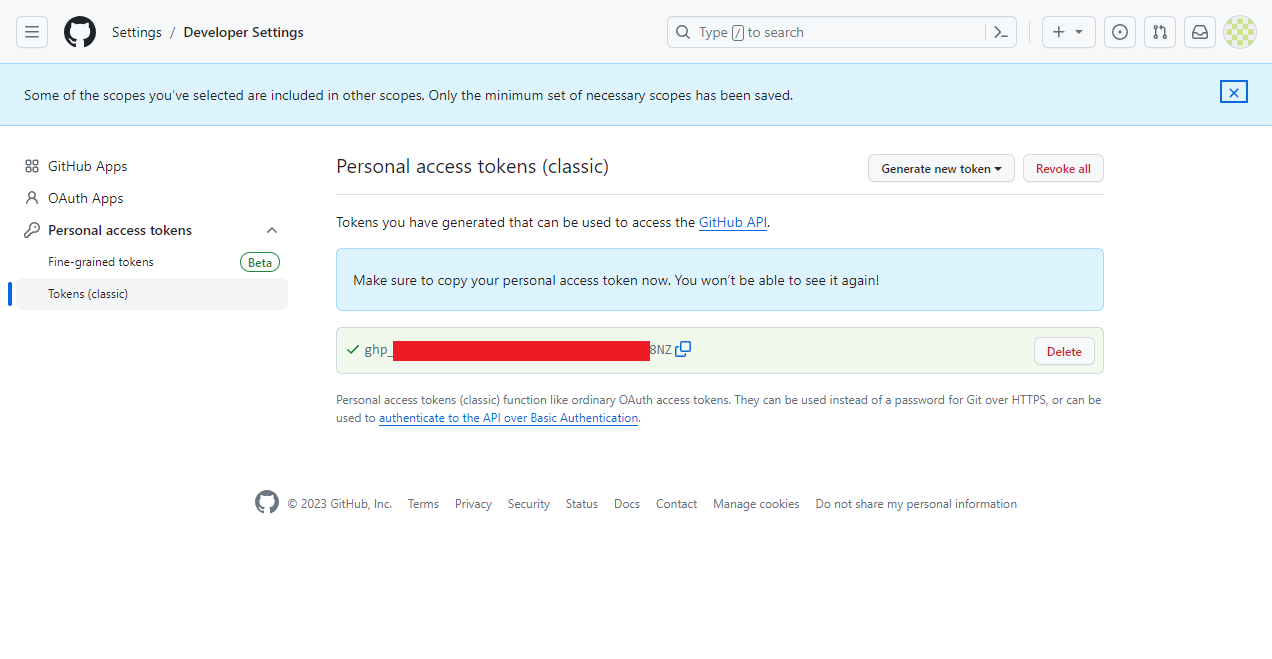 Settings / Developer Settings
Type / to search
Some of the scopes you've selected are included in other scopes. Only the minimum set of necessary scopes has been saved.
GitHub Apps
OAuth Apps
Personal access tokens
Fine-grained tokens Beta
Tokens (classic)
Personal access tokens (classic)
Generate new token
Revoke all
Tokens you have generated that can be used to access the GitHub API.
Make sure to copy your personal access token now. You won't be able to see it again!
ghp_ 8NZ
Delete
Personal access tokens (classic) function like ordinary OAuth access tokens. They can be used instead of a password for Git over HTTPS, or can be
used to authenticate to the API over Basic Authentication.
© 2023 GitHub, Inc. Terms Privacy Security Status Docs Contact Manage cookies Do not share my personal information